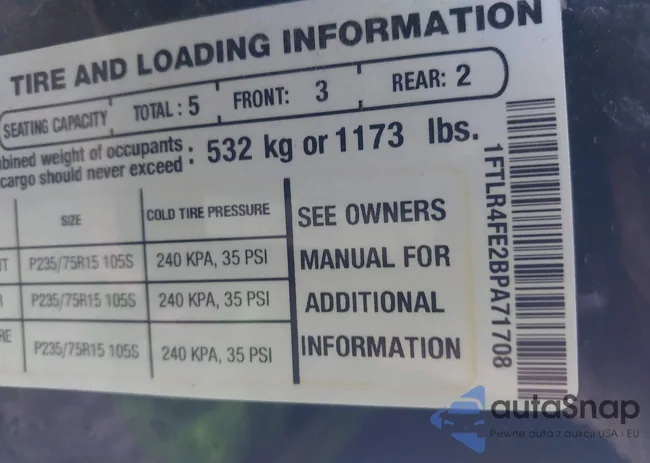 TIRE AND LOADING INFORMATION
SEATING CAPACITY TOTAL : 5 FRONT: 3 REAR: 2
bined weight of occupants : 532 kg or 1173 lbs.
cargo should never exceed :
SIZE COLD TIRE PRESSURE
NT P235/75R15 105S 240 KPA, 35 PSI
R P235/75R15 105S 240 KPA, 35 PSI
RE P235/75R15 105S 240 KPA, 35 PSI
SEE OWNERS
MANUAL FOR
ADDITIONAL
INFORMATION
1FTLR4FE2BPA71708
autaSnap
Pewne auta z aukcji USA i EU